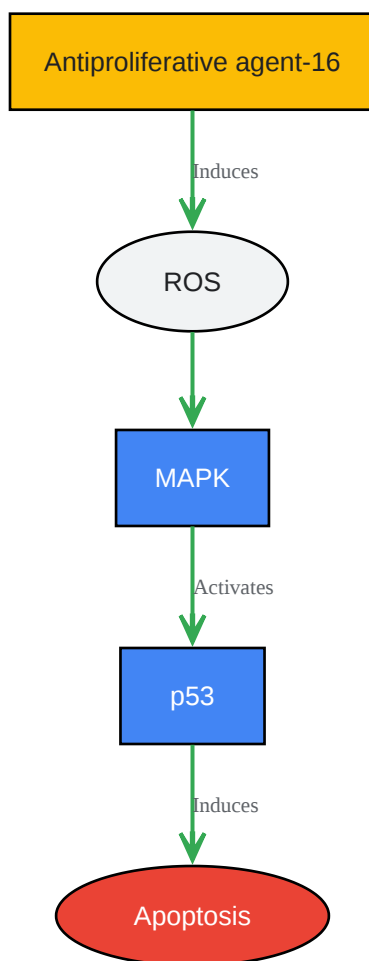 Antiproliferative agent-16
Induces
ROS
MAPK
Activates
p53
Induces
Apoptosis